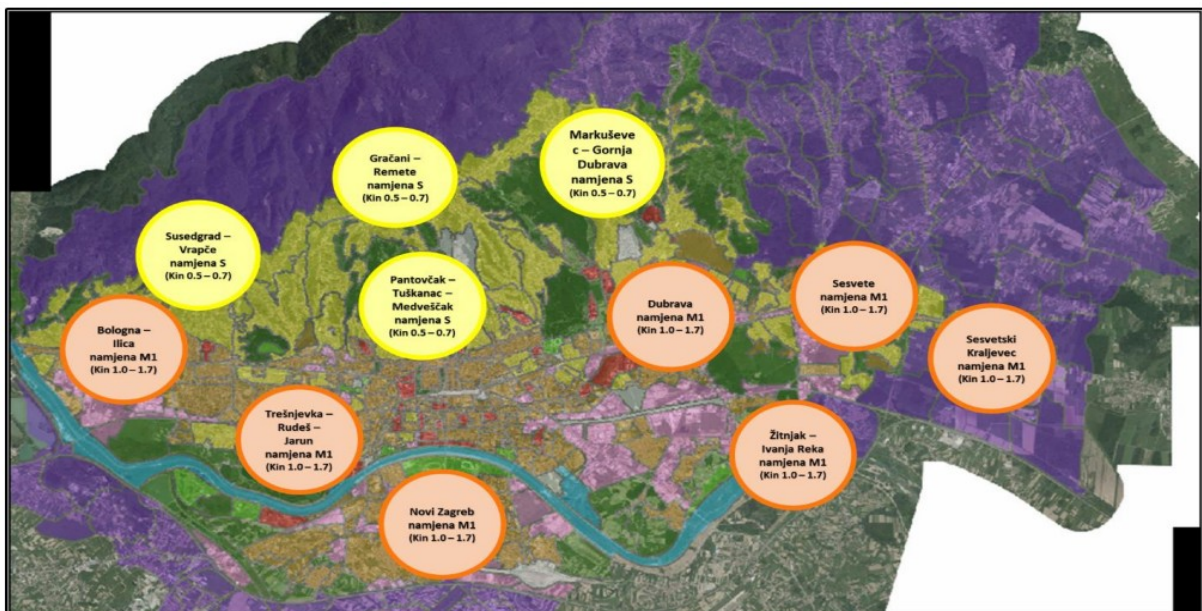 Markuševe
c – Gornja
Dubrava
namjena S
(Kin 0.5 – 0.7)
Gračani –
Remete
namjena S
(Kin 0.5 – 0.7)
Susedgrad –
Vrapče
namjena S
(Kin 0.5 – 0.7)
Pantovčak –
Tuškanac –
Medveščak
namjena S
(Kin 0.5 – 0.7)
Sesvete
namjena M1
(Kin 1.0 – 1.7)
Dubrava
namjena M1
(Kin 1.0 – 1.7)
Bologna –
Ilica
namjena M1
(Kin 1.0 – 1.7)
Sesvetski
Kraljevec
namjena M1
(Kin 1.0 – 1.7)
Trešnjevka –
Rudeš –
Jarun
namjena M1
(Kin 1.0 – 1.7)
Žitnjak –
Ivanja Reka
namjena M1
(Kin 1.0 – 1.7)
Novi Zagreb
namjena M1
(Kin 1.0 – 1.7)